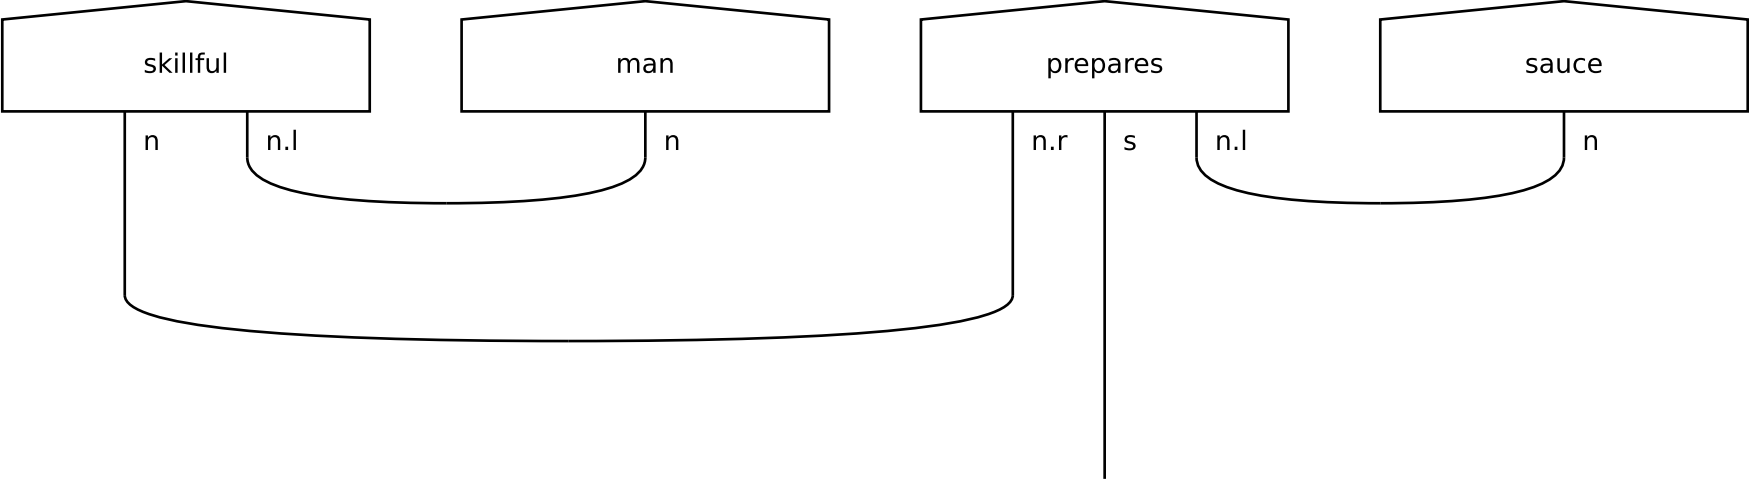 skillful man prepares sauce
n n.l n n.r s n.l n